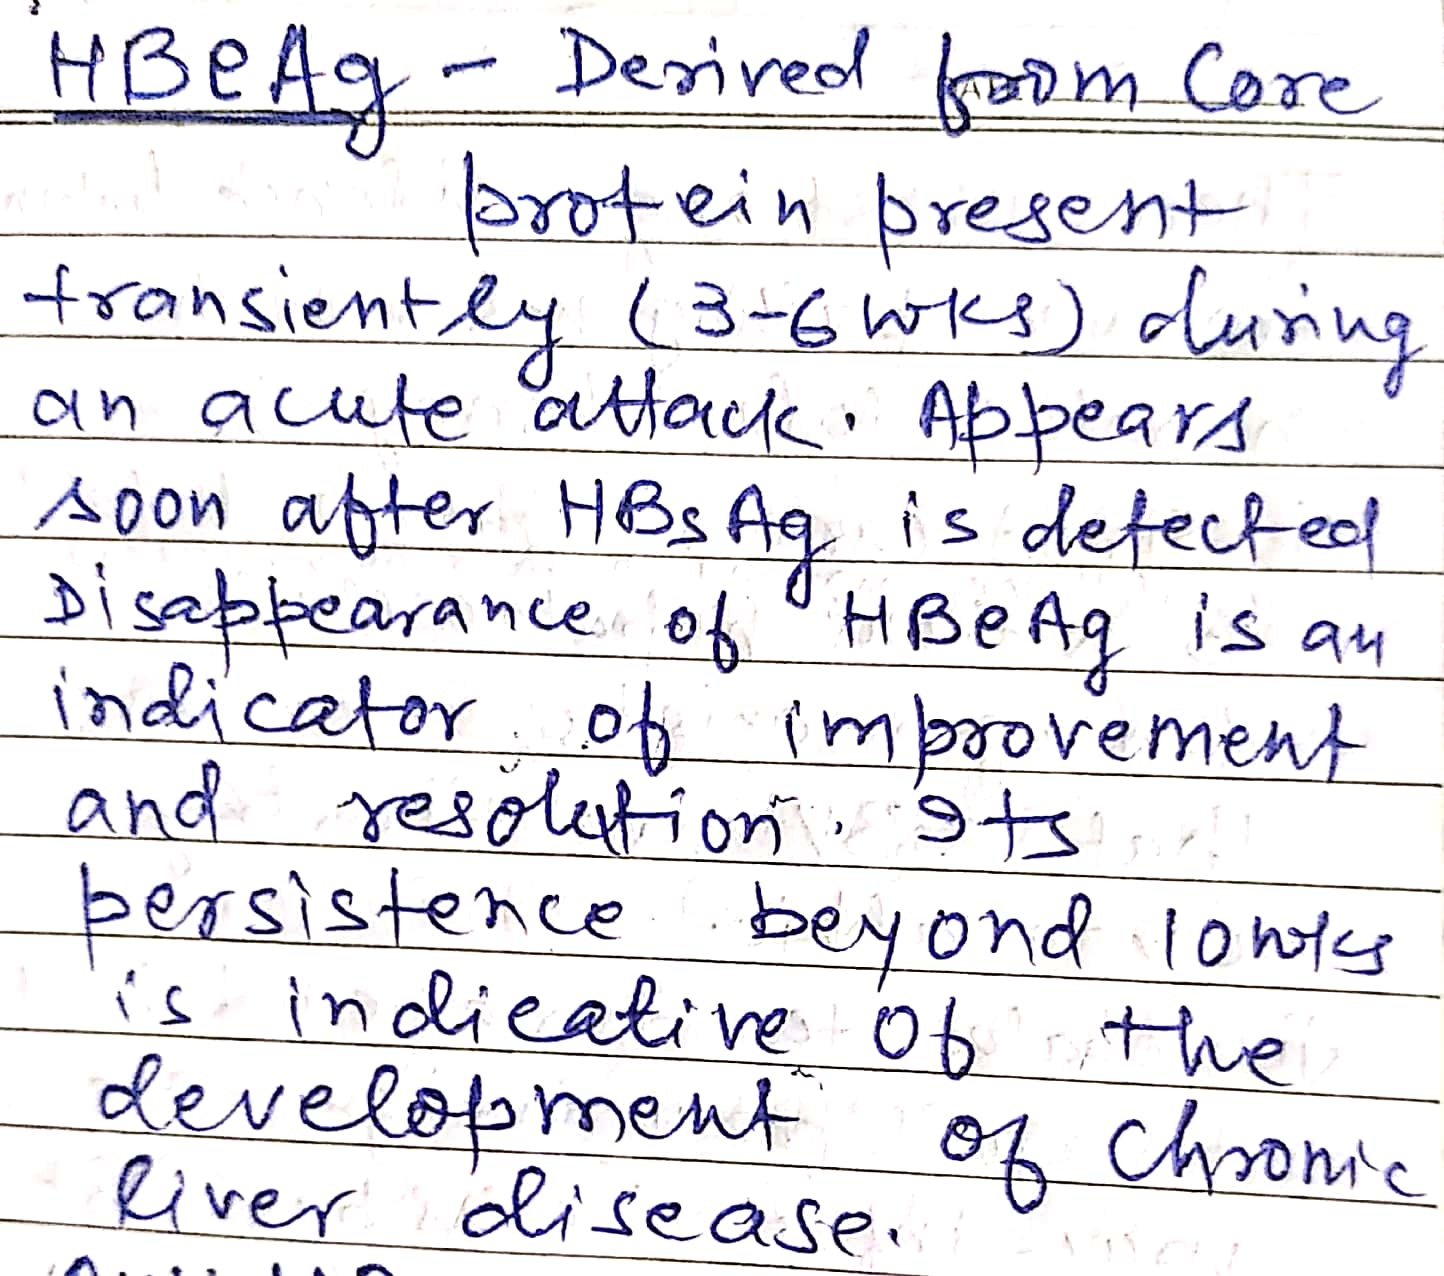 HBeAg - Derived from Core
protein present
transiently (3-6 wks) during
an acute attack. Appears
soon after HBsAg is detected
Disappearance of HBeAg is an
indicator of improvement
and resolution. Its
persistence beyond 10 wks
is indicative of the
development of chronic
liver disease.